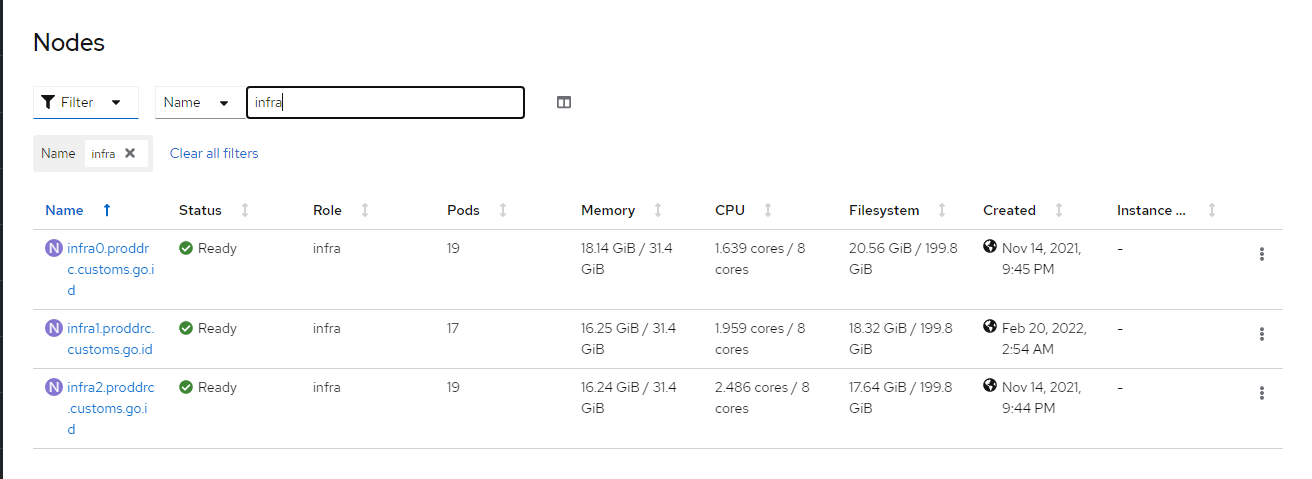 Nodes
Filter Name infra
Name infra Clear all filters
Name Status Role Pods Memory CPU Filesystem Created Instance ...
N infra0.proddr Ready infra 19 18.14 GiB / 31.4 1.639 cores / 8 20.56 GiB / 199.8 Nov 14, 2021, -
c.customs.go.i GiB cores GiB 9:45 PM
d
N infra1.proddrc. Ready infra 17 16.25 GiB / 31.4 1.959 cores / 8 18.32 GiB / 199.8 Feb 20, 2022, -
customs.go.id GiB cores GiB 2:54 AM
N infra2.proddrc Ready infra 19 16.24 GiB / 31.4 2.486 cores / 8 17.64 GiB / 199.8 Nov 14, 2021, -
.customs.go.i GiB cores GiB 9:44 PM
d